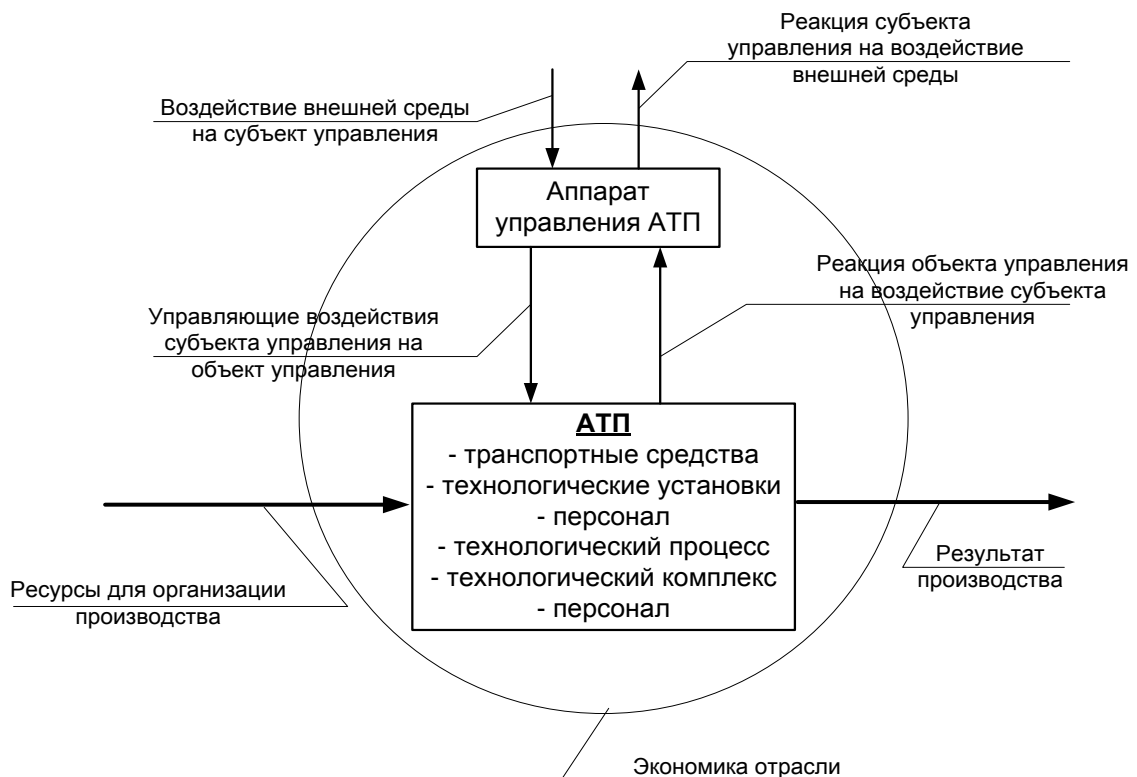 Реакция субъекта
управления на воздействие
внешней среды
Воздействие внешней среды
на субъект управления
Аппарат
управления АТП
Реакция объекта управления
на воздействие субъекта
управления
Управляющие воздействия
субъекта управления на
объект управления
АТП
- транспортные средства
- технологические установки
- персонал
- технологический процесс
- технологический комплекс
- персонал
Ресурсы для организации
производства
Результат
производства
Экономика отрасли